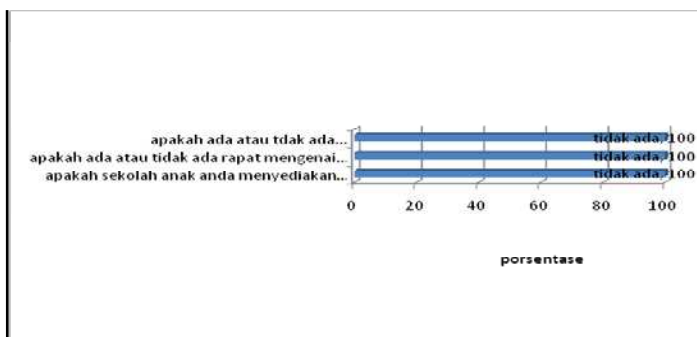 apakah ada atau tdak ada...
tidak ada, 100
apakah ada atau tidak ada rapat mengenai...
tidak ada, 100
apakah sekolah anak anda menyediakan...
tidak ada, 100
0 20 40 60 80 100
porsentase